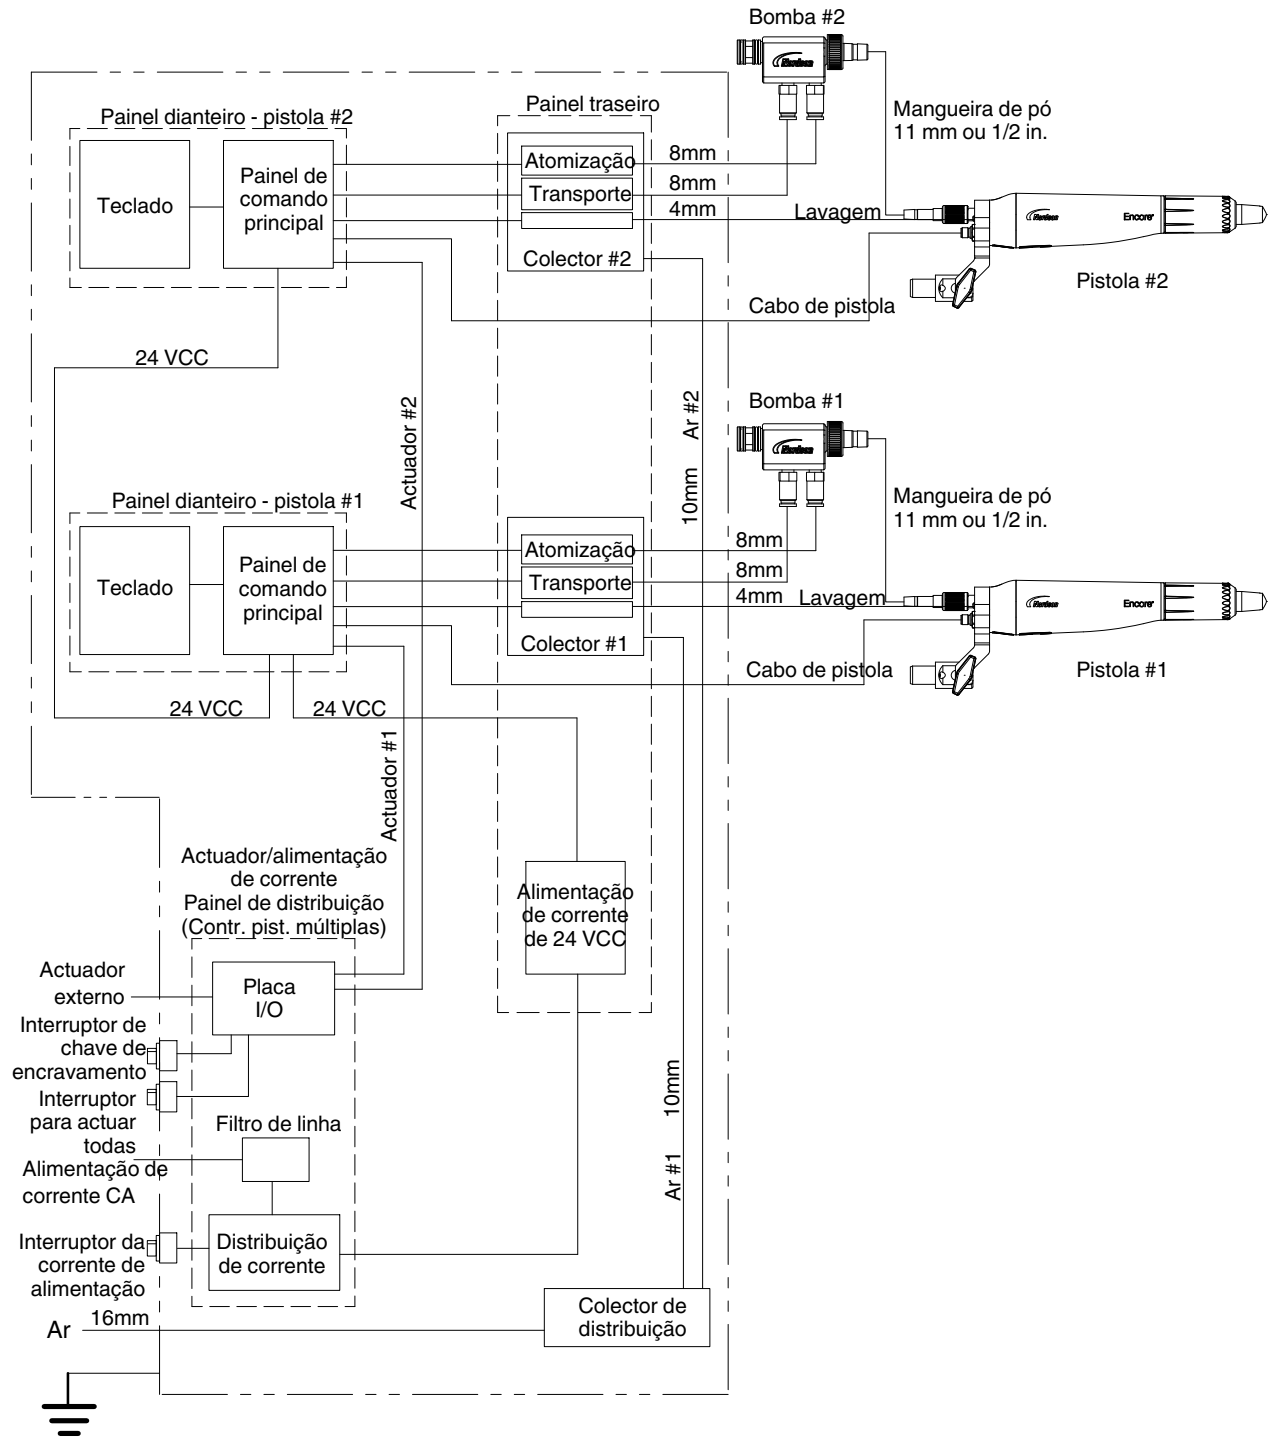 Bomba #2
Painel traseiro
Painel dianteiro - pistola #2
Mangueira de pó
11 mm ou 1/2 in.
Nordson
Teclado
Painel de
comando
principal
Atomização
8mm
Transporte
8mm
4mm
Lavagem
Nordson
Encore
Colector #2
Pistola #2
Cabo de pistola
24 VCC
Actuador #2
Ar #2
10mm
Bomba #1
Nordson
Mangueira de pó
11 mm ou 1/2 in.
Painel dianteiro - pistola #1
Teclado
Painel de
comando
principal
Atomização
8mm
Transporte
8mm
4mm
Lavagem
Nordson
Encore
Colector #1
Pistola #1
Cabo de pistola
24 VCC
24 VCC
Actuador #1
Actuador/alimentação
de corrente
Painel de distribuição
(Contr. pist. múltiplas)
Alimentação
de corrente
de 24 VCC
Actuador
externo
Placa
I/O
Interruptor de
chave de
encravamento
Interruptor
para actuar
todas
Filtro de linha
Alimentação de
corrente CA
10mm
Ar #1
Interruptor da
corrente de
alimentação
Distribuição
de corrente
Ar
16mm
Colector de
distribuição